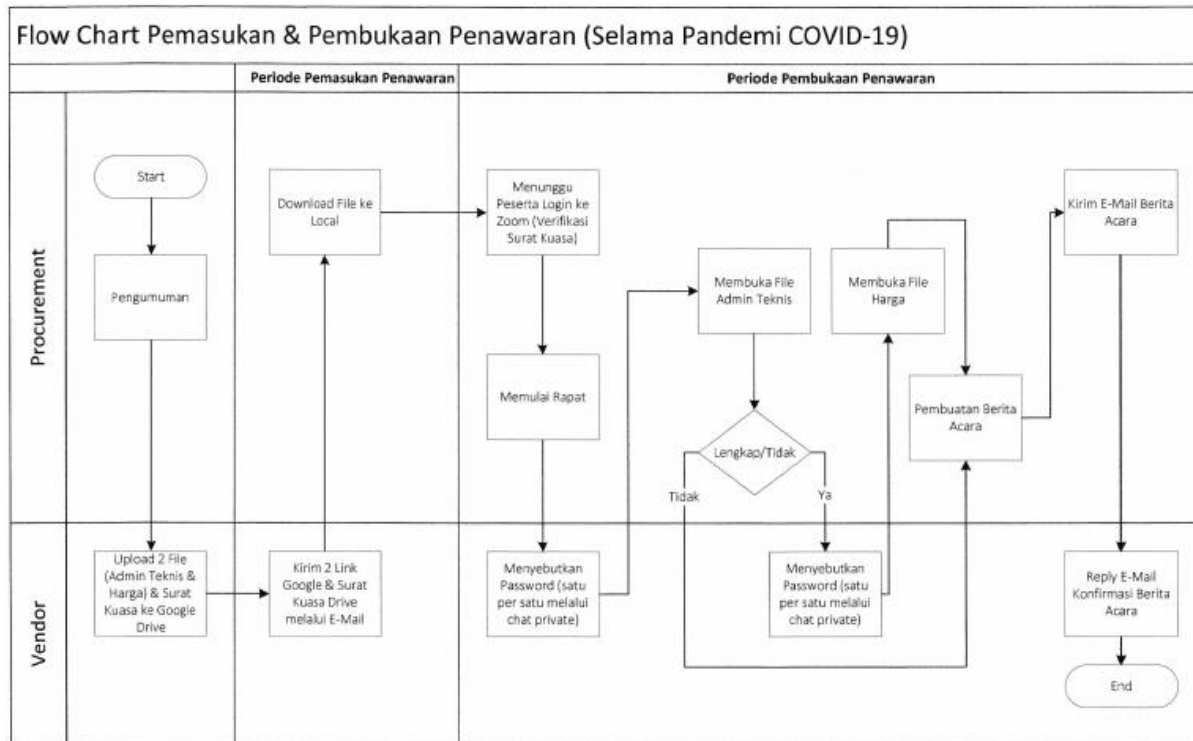 Flow Chart Pemasukan & Pembukaan Penawaran (Selama Pandemi COVID-19)
Periode Pemasukan Penawaran
Periode Pembukaan Penawaran
Procurement
Start
Pengumuman
Download File ke
Local
Menunggu
Peserta Login ke
Zoom (Verifikasi
Surat Kuasa)
Memulai Rapat
Membuka File
Admin Teknis
Lengkap/Tidak
Tidak
Ya
Membuka File
Harga
Pembuatan Berita
Acara
Kirim E-Mail Berita
Acara
Vendor
Upload 2 File
(Admin Teknis &
Harga) & Surat
Kuasa ke Google
Drive
Kirim 2 Link
Google & Surat
Kuasa Drive
melalui E-Mail
Menyebutkan
Password (satu
per satu melalui
chat private)
Menyebutkan
Password (satu
per satu melalui
chat private)
Reply E-Mail
Konfirmasi Berita
Acara
End